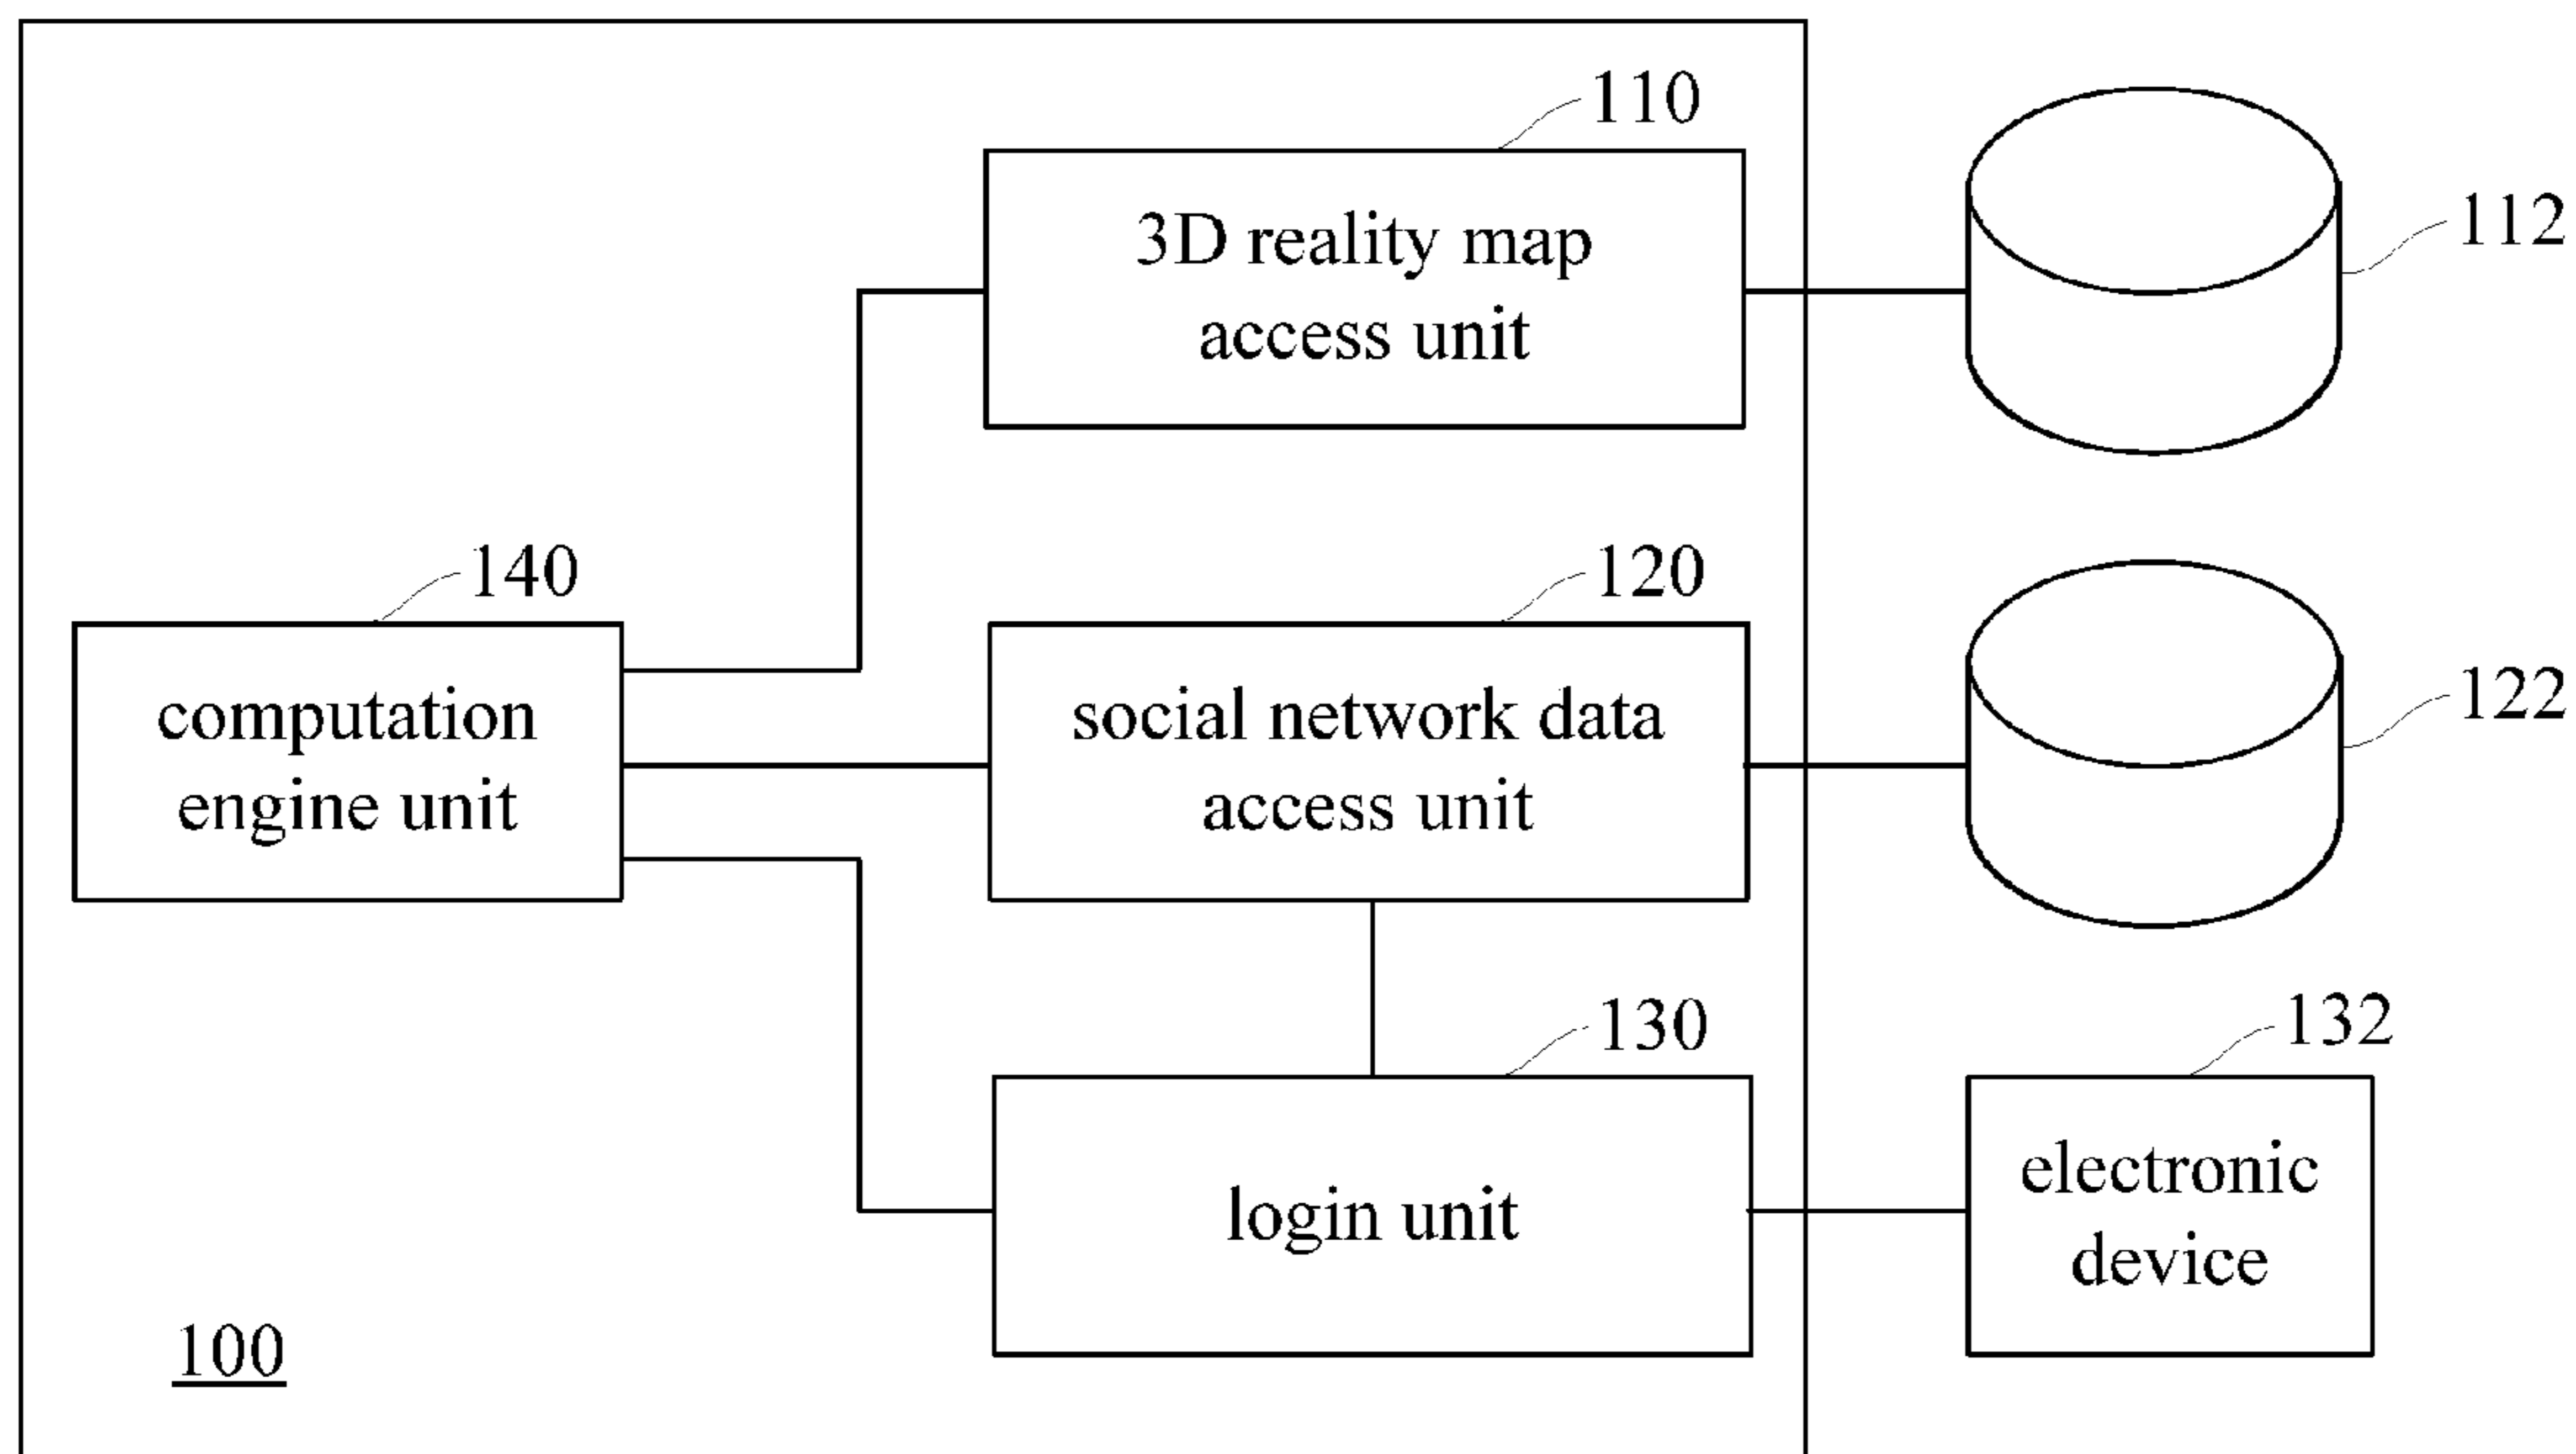 110
3D reality map
access unit
112
140
computation
engine unit
120
social network data
access unit
122
130
login unit
132
electronic
device
100